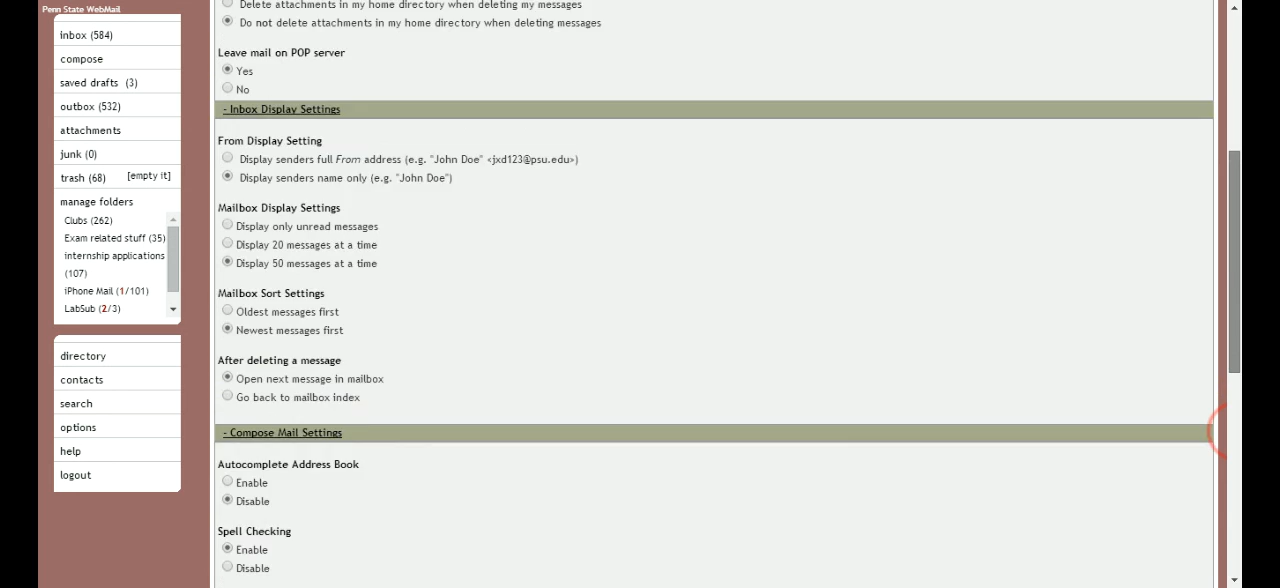 Penn State WebMail
inbox (584)
compose
saved drafts (3)
outbox (532)
attachments
junk (0)
trash (68) [empty it]
manage folders
Clubs (262)
Exam related stuff (35)
internship applications
(107)
iPhone Mail (1/101)
LabSub (2/3)
directory
contacts
search
options
help
logout
Delete attachments in my home directory when deleting my messages
Do not delete attachments in my home directory when deleting messages
Leave mail on POP server
Yes
No
- Inbox Display Settings
From Display Setting
Display senders full From address (e.g. "John Doe" <jxd123@psu.edu>)
Display senders name only (e.g. "John Doe")
Mailbox Display Settings
Display only unread messages
Display 20 messages at a time
Display 50 messages at a time
Mailbox Sort Settings
Oldest messages first
Newest messages first
After deleting a message
Open next message in mailbox
Go back to mailbox index
- Compose Mail Settings
Autocomplete Address Book
Enable
Disable
Spell Checking
Enable
Disable